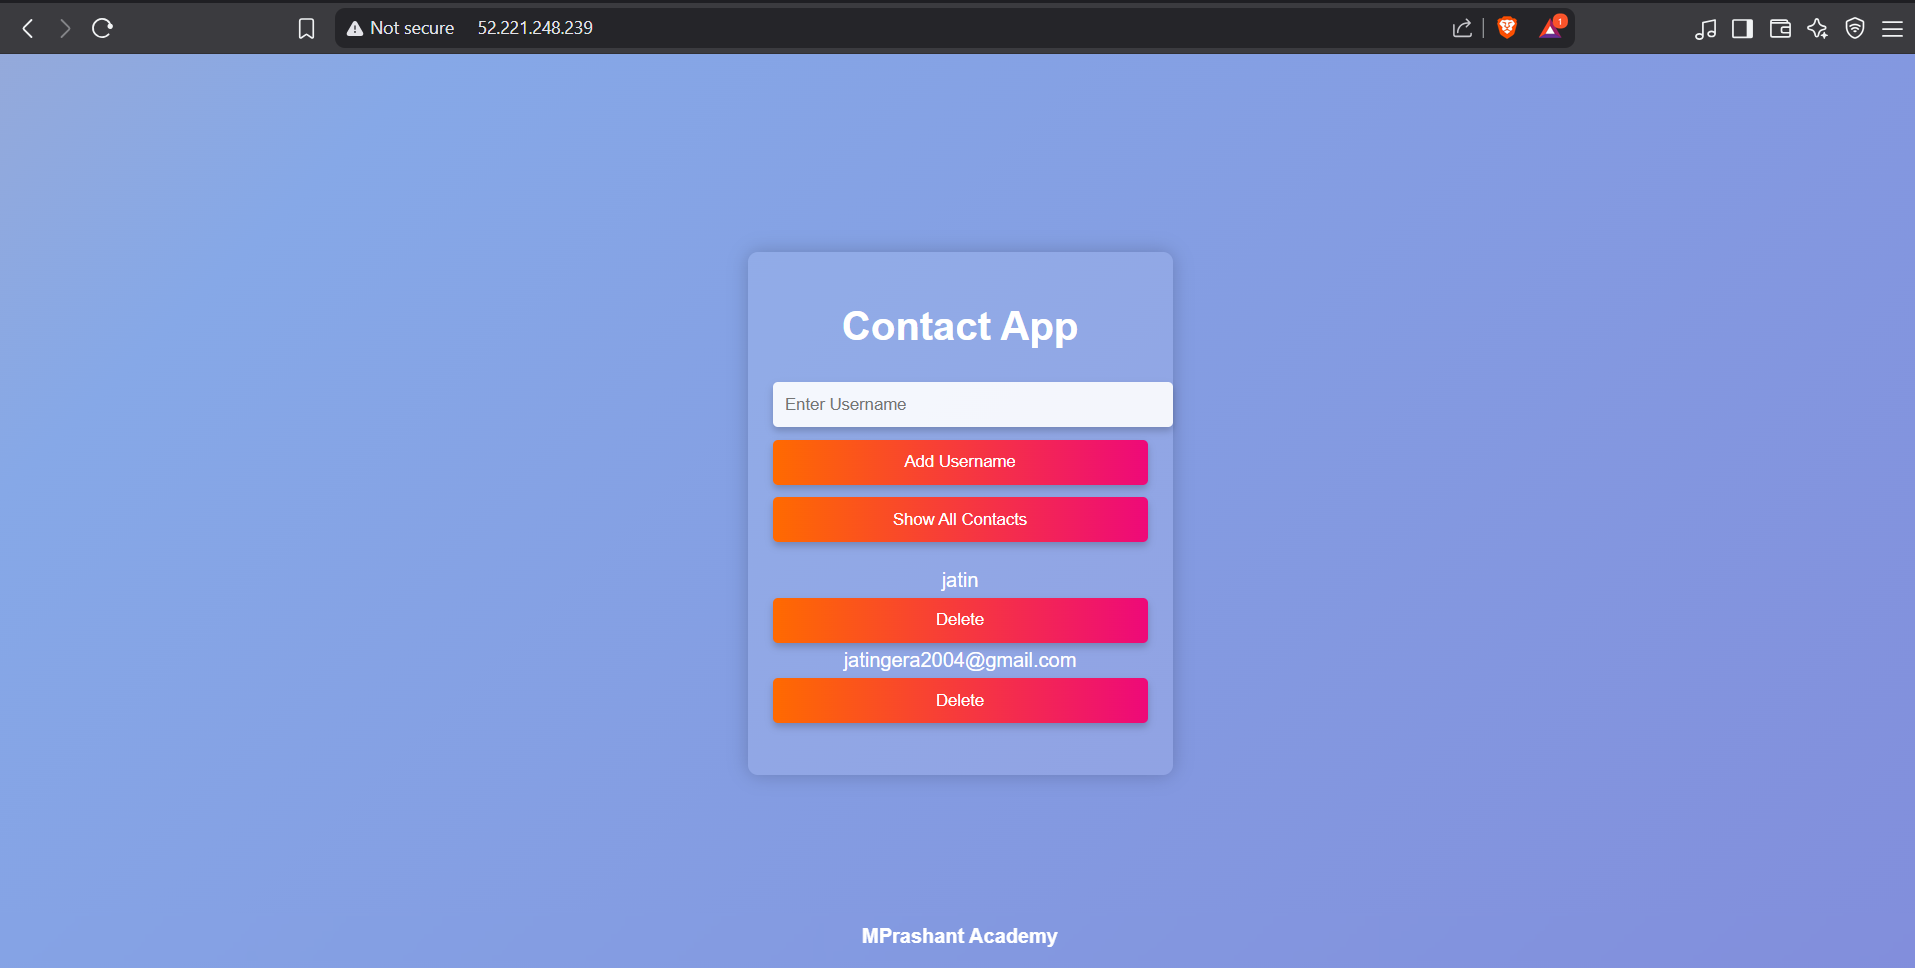 Not secure 52.221.248.239
1
Contact App
Enter Username
Add Username
Show All Contacts
jatin
Delete
jatingera2004@gmail.com
Delete
MPrashant Academy